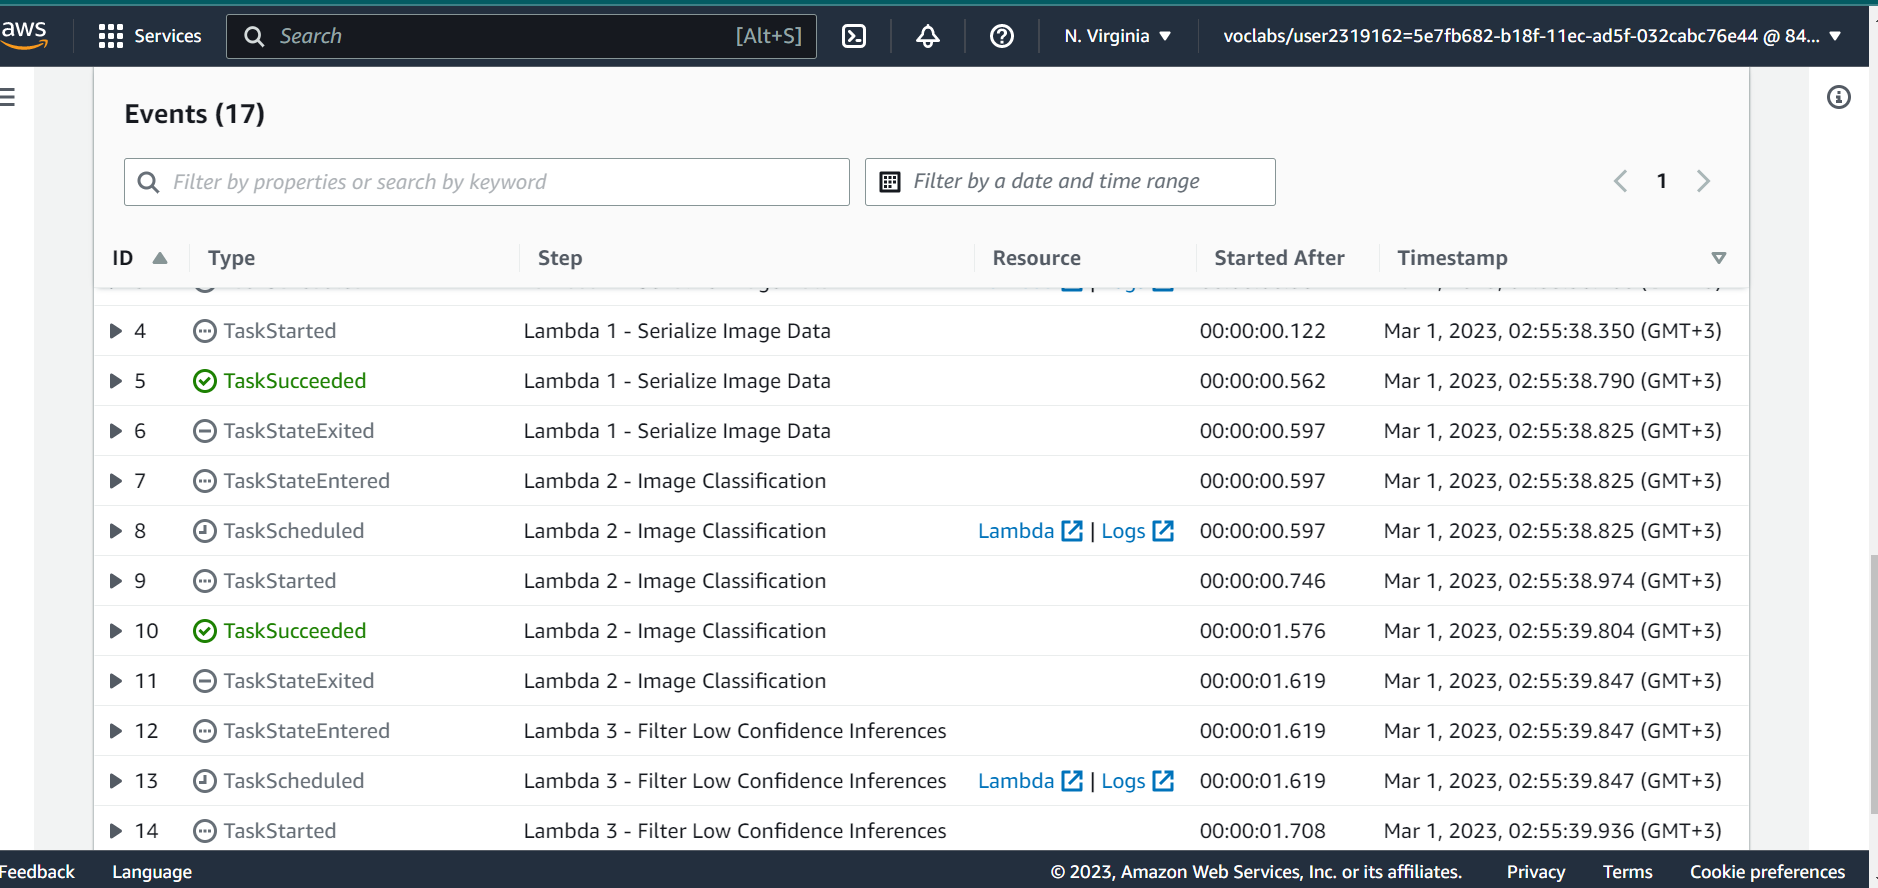 aws Services Search [Alt+S] N. Virginia voclabs/user2319162=5e7fb682-b18f-11ec-ad5f-032cabc76e44 @ 84...
Events (17)
Filter by properties or search by keyword Filter by a date and time range 1
ID Type Step Resource Started After Timestamp
4 TaskStarted Lambda 1 - Serialize Image Data 00:00:00.122 Mar 1, 2023, 02:55:38.350 (GMT+3)
5 TaskSucceeded Lambda 1 - Serialize Image Data 00:00:00.562 Mar 1, 2023, 02:55:38.790 (GMT+3)
6 TaskStateExited Lambda 1 - Serialize Image Data 00:00:00.597 Mar 1, 2023, 02:55:38.825 (GMT+3)
7 TaskStateEntered Lambda 2 - Image Classification 00:00:00.597 Mar 1, 2023, 02:55:38.825 (GMT+3)
8 TaskScheduled Lambda 2 - Image Classification Lambda | Logs 00:00:00.597 Mar 1, 2023, 02:55:38.825 (GMT+3)
9 TaskStarted Lambda 2 - Image Classification 00:00:00.746 Mar 1, 2023, 02:55:38.974 (GMT+3)
10 TaskSucceeded Lambda 2 - Image Classification 00:00:01.576 Mar 1, 2023, 02:55:39.804 (GMT+3)
11 TaskStateExited Lambda 2 - Image Classification 00:00:01.619 Mar 1, 2023, 02:55:39.847 (GMT+3)
12 TaskStateEntered Lambda 3 - Filter Low Confidence Inferences 00:00:01.619 Mar 1, 2023, 02:55:39.847 (GMT+3)
13 TaskScheduled Lambda 3 - Filter Low Confidence Inferences Lambda | Logs 00:00:01.619 Mar 1, 2023, 02:55:39.847 (GMT+3)
14 TaskStarted Lambda 3 - Filter Low Confidence Inferences 00:00:01.708 Mar 1, 2023, 02:55:39.936 (GMT+3)
Feedback Language © 2023, Amazon Web Services, Inc. or its affiliates. Privacy Terms Cookie preferences